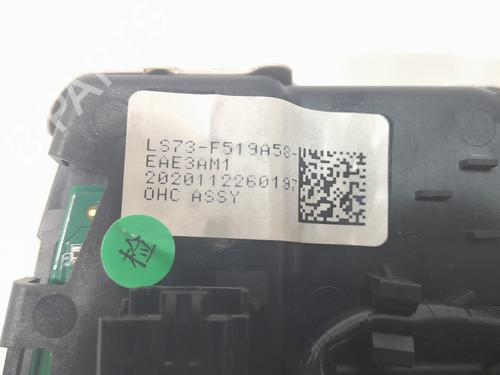 LS73-F519A58-
EAE3AM1
2020112260197
OHC ASSY
检